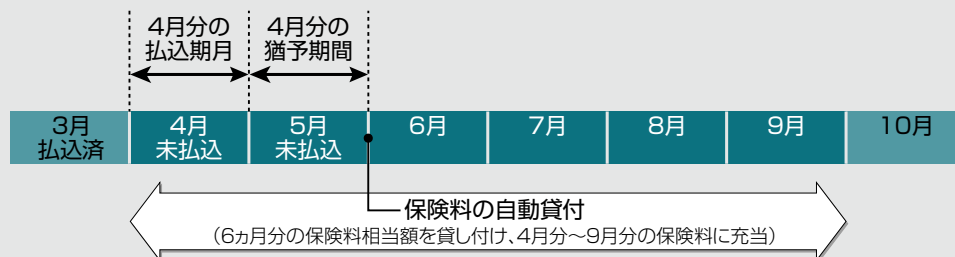 4月分の
払込期月
4月分の
猶予期間
3月
払込済
4月
未払込
5月
未払込
6月
7月
8月
9月
10月
保険料の自動貸付
（6ヵ月分の保険料相当額を貸し付け、4月分～9月分の保険料に充当）